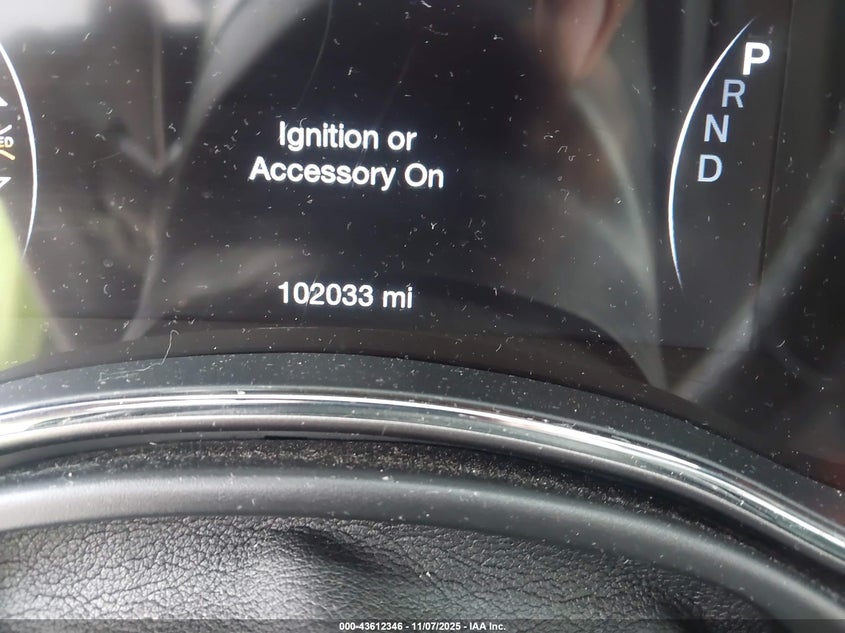 P
R
N
D
Ignition or
Accessory On
102033 mi
000-43612346 - 11/07/2025 - IAA Inc.